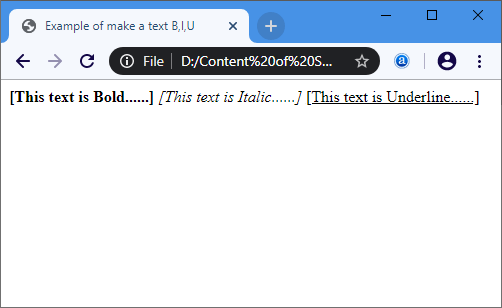 Example of make a text B,I,U
File D:/Content%20of%20S...
[This text is Bold......] [This text is Italic......] [This text is Underline......]